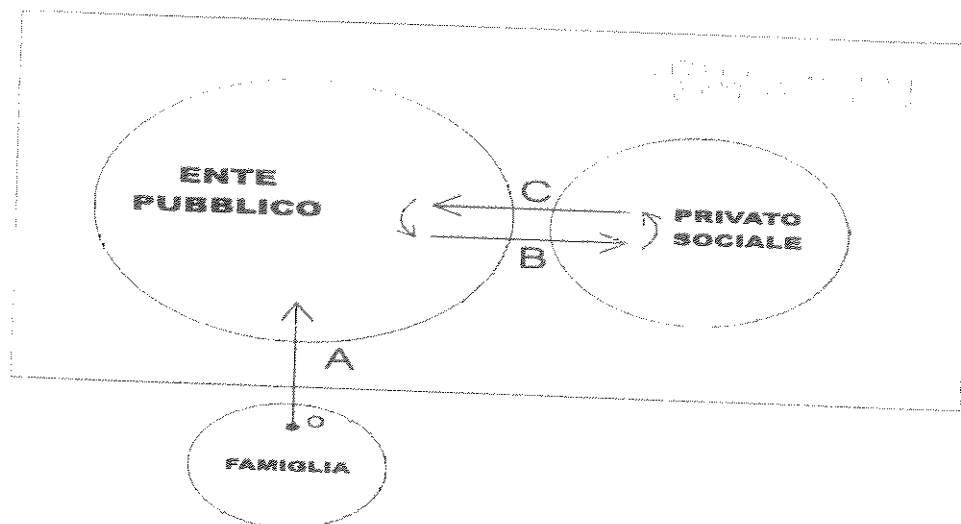 ENTE
PUBBLICO
C
PRIVATO
SOCIALE
B
A
O
FAMIGLIA